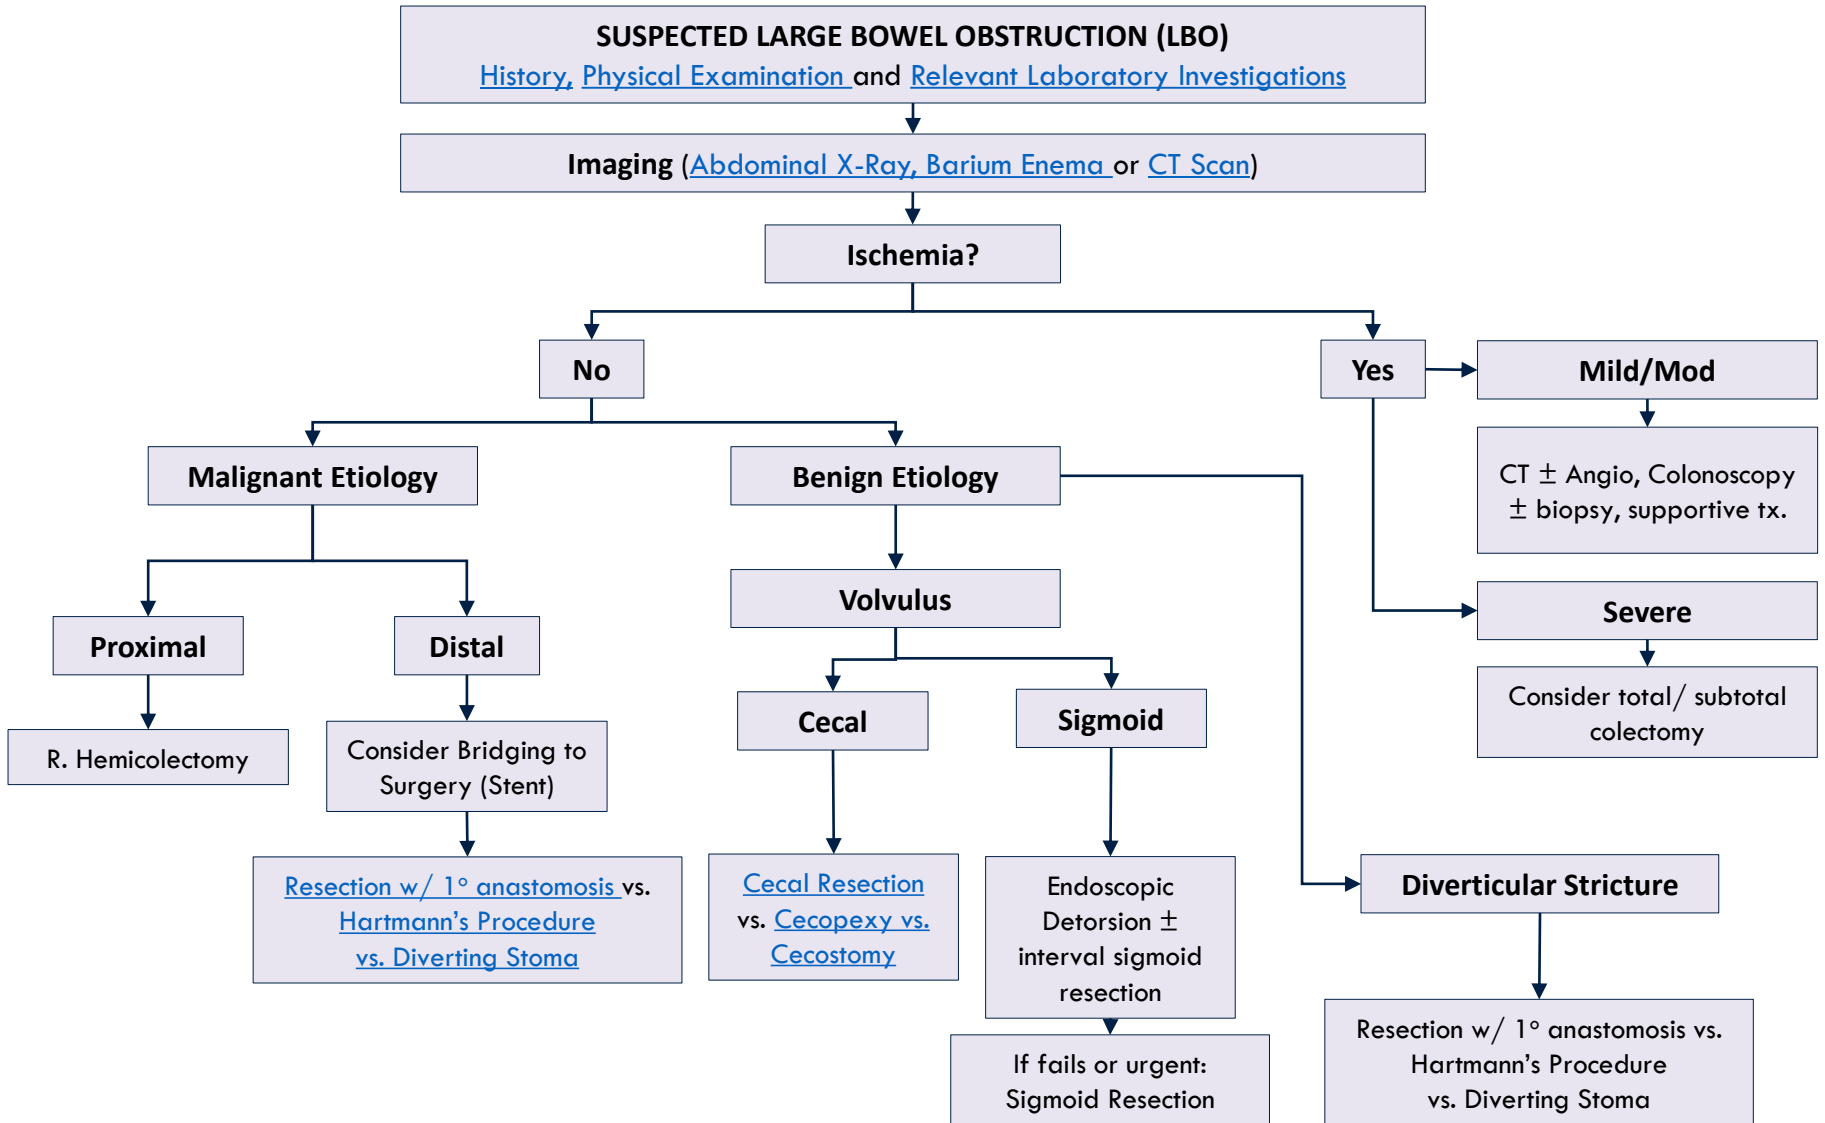 SUSPECTED LARGE BOWEL OBSTRUCTION (LBO)
History, Physical Examination and Relevant Laboratory Investigations
Imaging (Abdominal X-Ray, Barium Enema or CT Scan)
Ischemia?
No
Yes
Mild/Mod
CT ± Angio, Colonoscopy
± biopsy, supportive tx.
Severe
Consider total/ subtotal
colectomy
Malignant Etiology
Benign Etiology
Proximal
Distal
R. Hemicolectomy
Consider Bridging to
Surgery (Stent)
Resection w/ 1° anastomosis vs.
Hartmann’s Procedure
vs. Diverting Stoma
Volvulus
Cecal
Sigmoid
Cecal Resection
vs. Cecopexy vs.
Cecostomy
Endoscopic
Detorsion ±
interval sigmoid
resection
If fails or urgent:
Sigmoid Resection
Diverticular Stricture
Resection w/ 1° anastomosis vs.
Hartmann’s Procedure
vs. Diverting Stoma